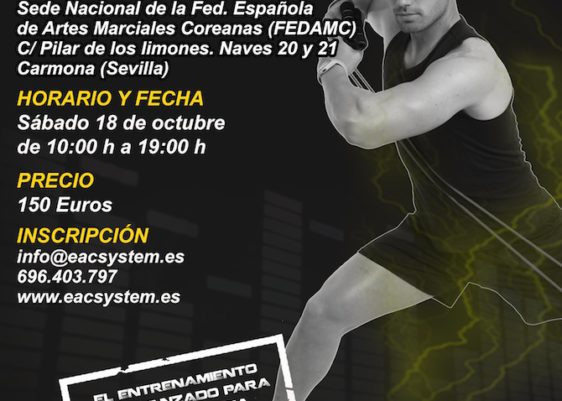 Sede Nacional de la Fed. Española
de Artes Marciales Coreanas (FEDAMC)
C/ Pilar de los limones. Naves 20 y 21
Carmona (Sevilla)
HORARIO Y FECHA
Sábado 18 de octubre
de 10:00 h a 19:00 h
PRECIO
150 Euros
INSCRIPCIÓN
info@eacsystem.es
696.403.797
www.eacsystem.es
EL ENTRENAMIENTO
PARA